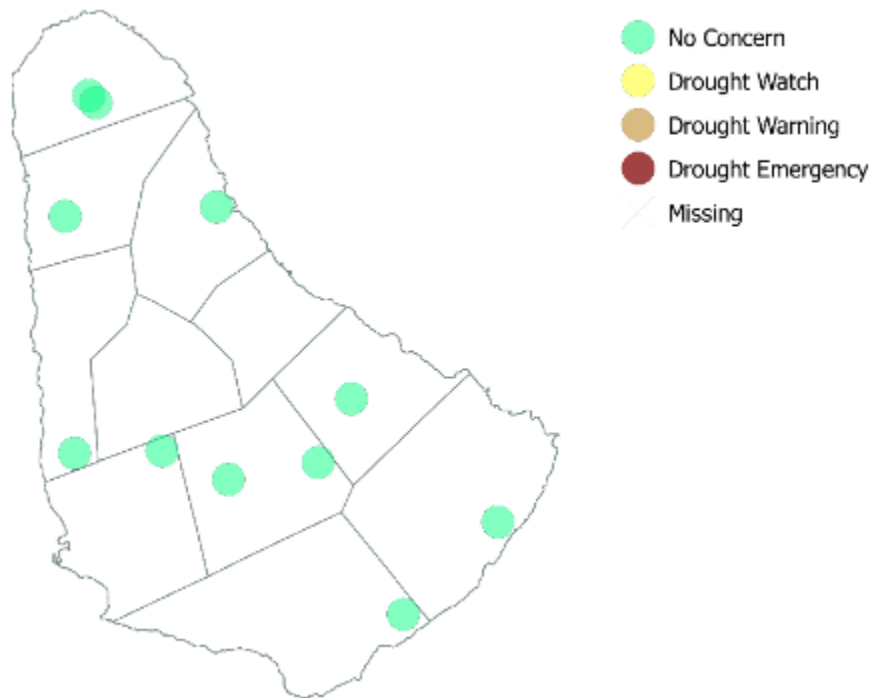 No Concern
Drought Watch
Drought Warning
Drought Emergency
Missing